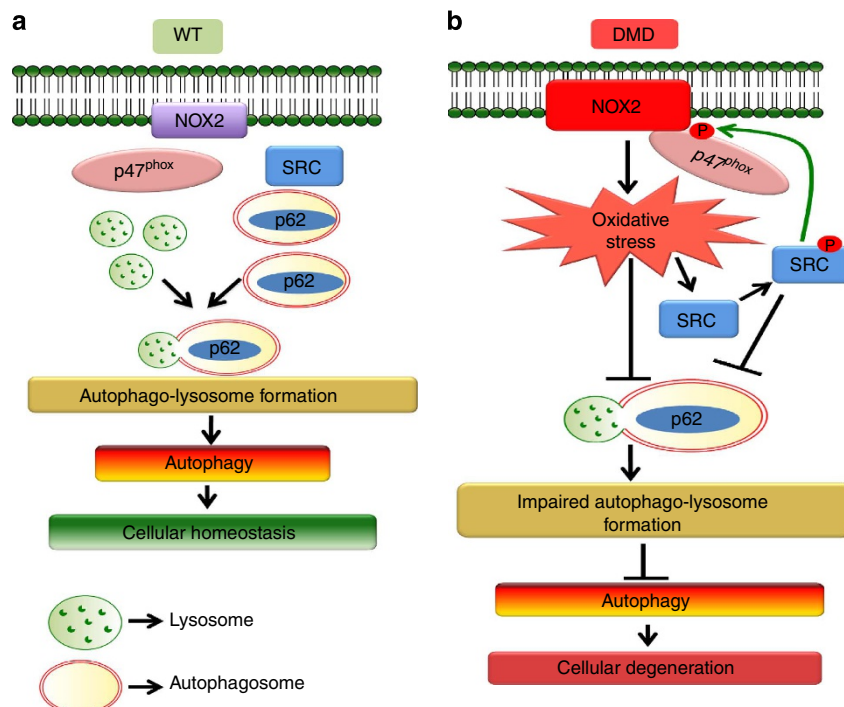 a
WT
NOX2
p47phox
SRC
p62
p62
p62
Autophago-lysosome formation
Autophagy
Cellular homeostasis
Lysosome
Autophagosome
b
DMD
NOX2
P
p47phox
Oxidative
stress
P
SRC
SRC
p62
Impaired autophago-lysosome
formation
Autophagy
Cellular degeneration